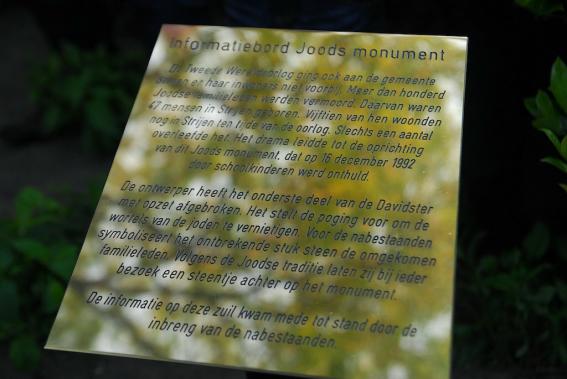 Informatiebord Joods monument
De Tweede Wereldoorlog ging ook aan de gemeente
Strijen en haar inwoners niet voorbij. Meer dan honderd
Joodse familieleden werden vermoord. Daarvan waren
47 mensen in Strijen geboren. Vijftien van hen woonden
nog in Strijen ten tijde van de oorlog. Slechts een aantal
overleefde het. Het drama leidde tot de oprichting
van dit Joods monument, dat op 16 december 1992
door schoolkinderen werd onthuld.
De ontwerper heeft het onderste deel van de Davidster
met opzet afgebroken. Het stelt de poging voor om de
wortels van de joden te vernietigen. Voor de nabestaanden
symboliseert het ontbrekende stuk steen de omgekomen
familieleden. Volgens de Joodse traditie laten zij bij ieder
bezoek een steentje achter op het monument.
De informatie op deze zuil kwam mede tot stand door de
inbreng van de nabestaanden.